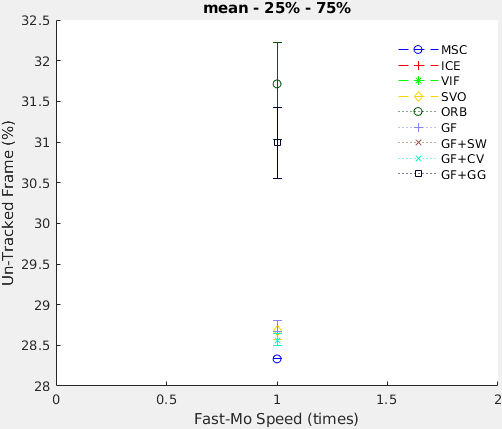 mean - 25% - 75%
32.5
32
31.5
31
30.5
30
29.5
29
28.5
28
Un-Tracked Frame (%)
MSC
ICE
VIF
SVO
ORB
GF
GF+SW
GF+CV
GF+GG
0
0.5
1
1.5
2
Fast-Mo Speed (times)